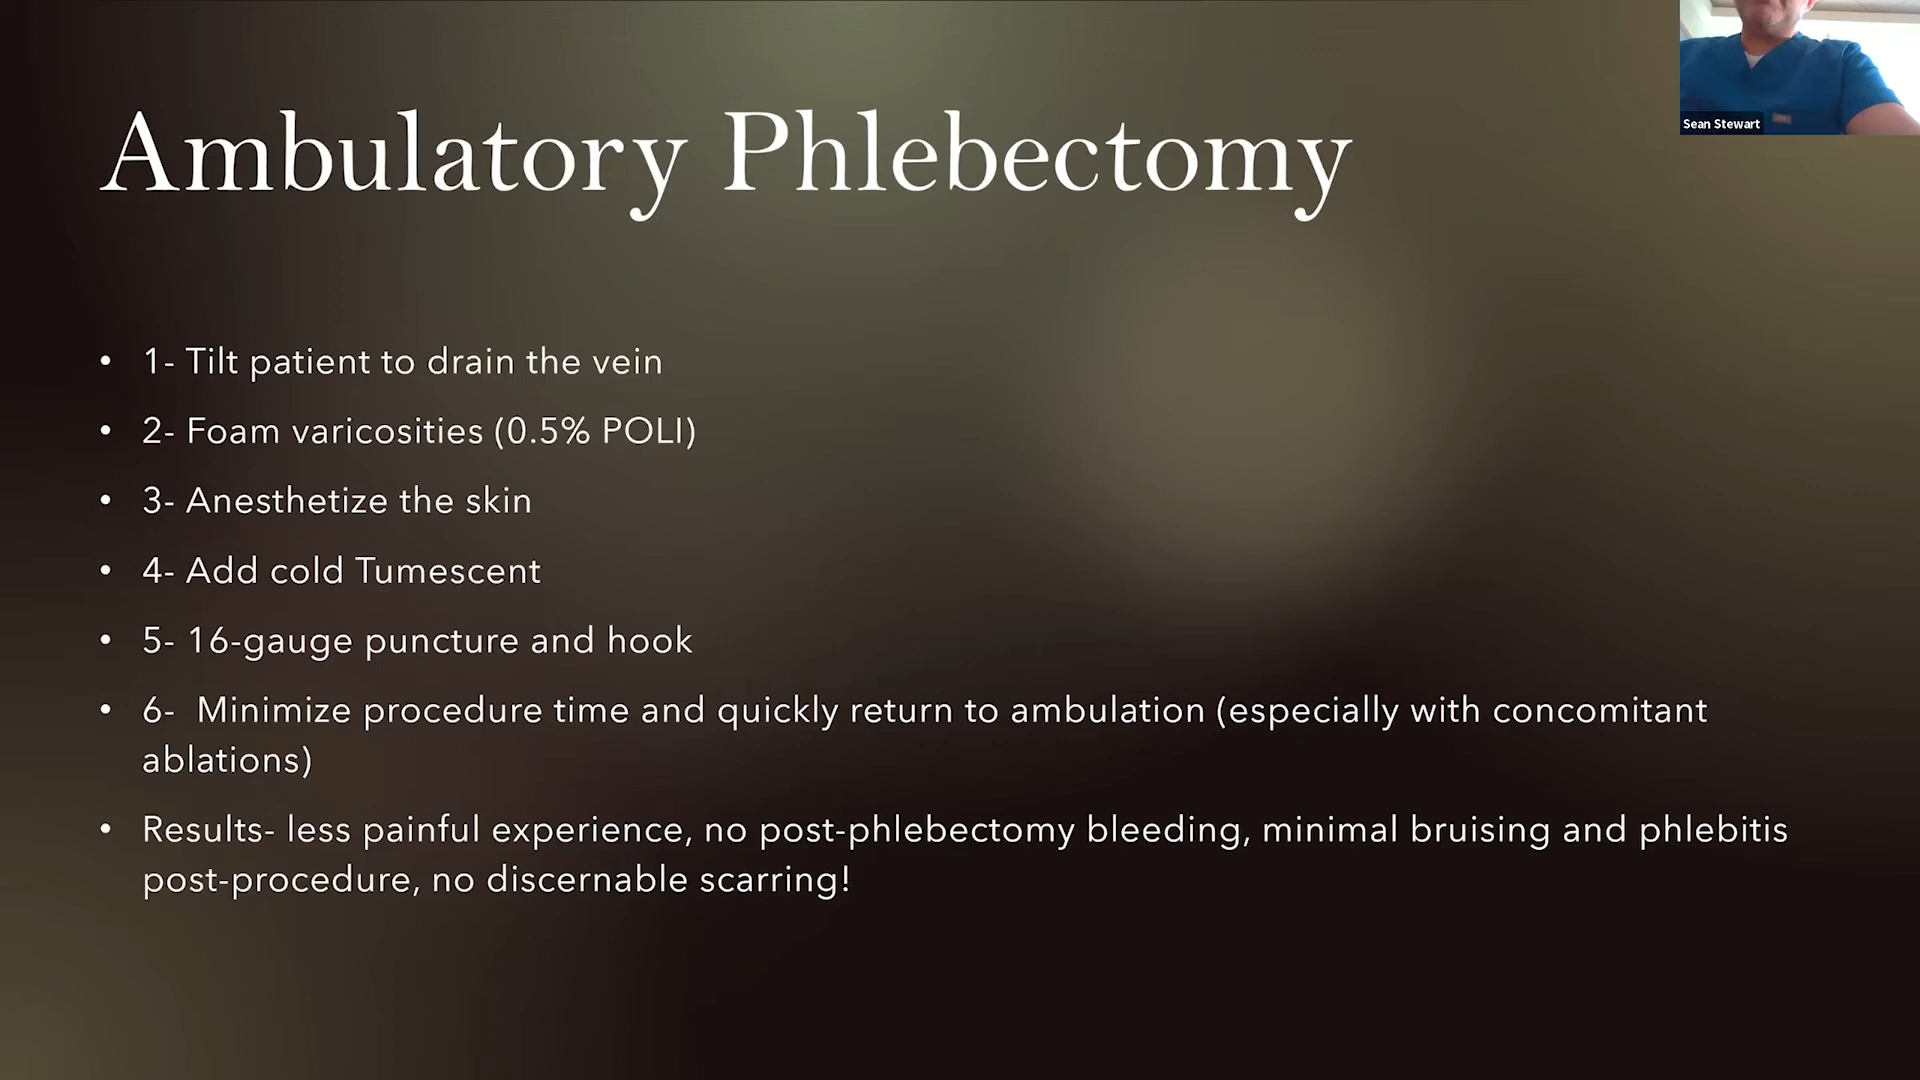 Sean Stewart
Ambulatory Phlebectomy
• 1- Tilt patient to drain the vein
• 2- Foam varicosities (0.5% POLI)
• 3- Anesthetize the skin
• 4- Add cold Tumescent
• 5- 16-gauge puncture and hook
• 6-  Minimize procedure time and quickly return to ambulation (especially with concomitant
ablations)
• Results- less painful experience, no post-phlebectomy bleeding, minimal bruising and phlebitis
post-procedure, no discernable scarring!